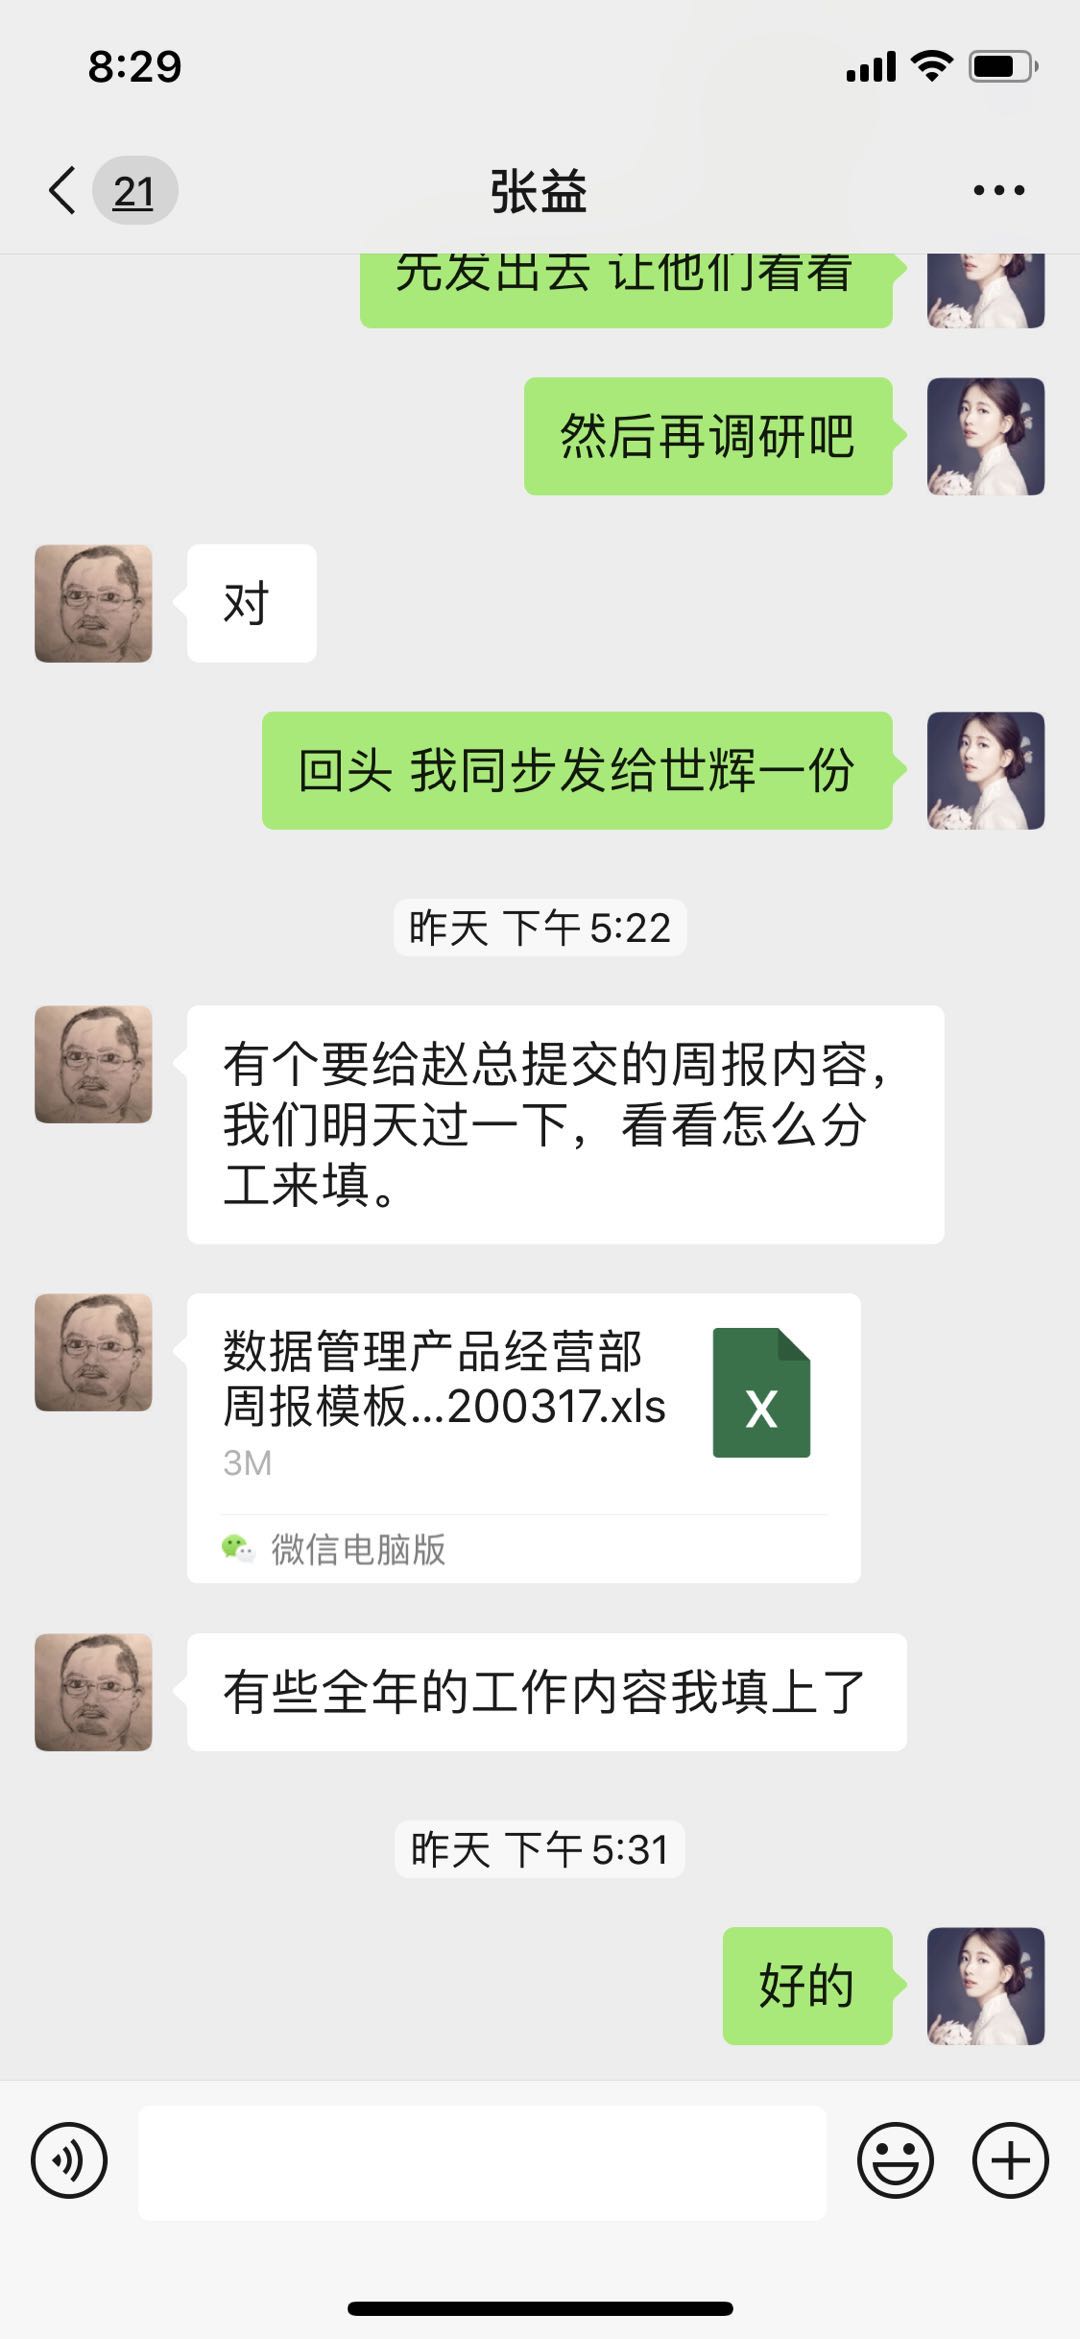 8:29
21
张益
先发出去 让他们看看
然后再调研吧
对
回头 我同步发给世辉一份
昨天 下午 5:22
有个要给赵总提交的周报内容，
我们明天过一下，看看怎么分
工来填。
数据管理产品经营部
周报模板...200317.xls
X
3M
微信电脑版
有些全年的工作内容我填上了
昨天 下午 5:31
好的